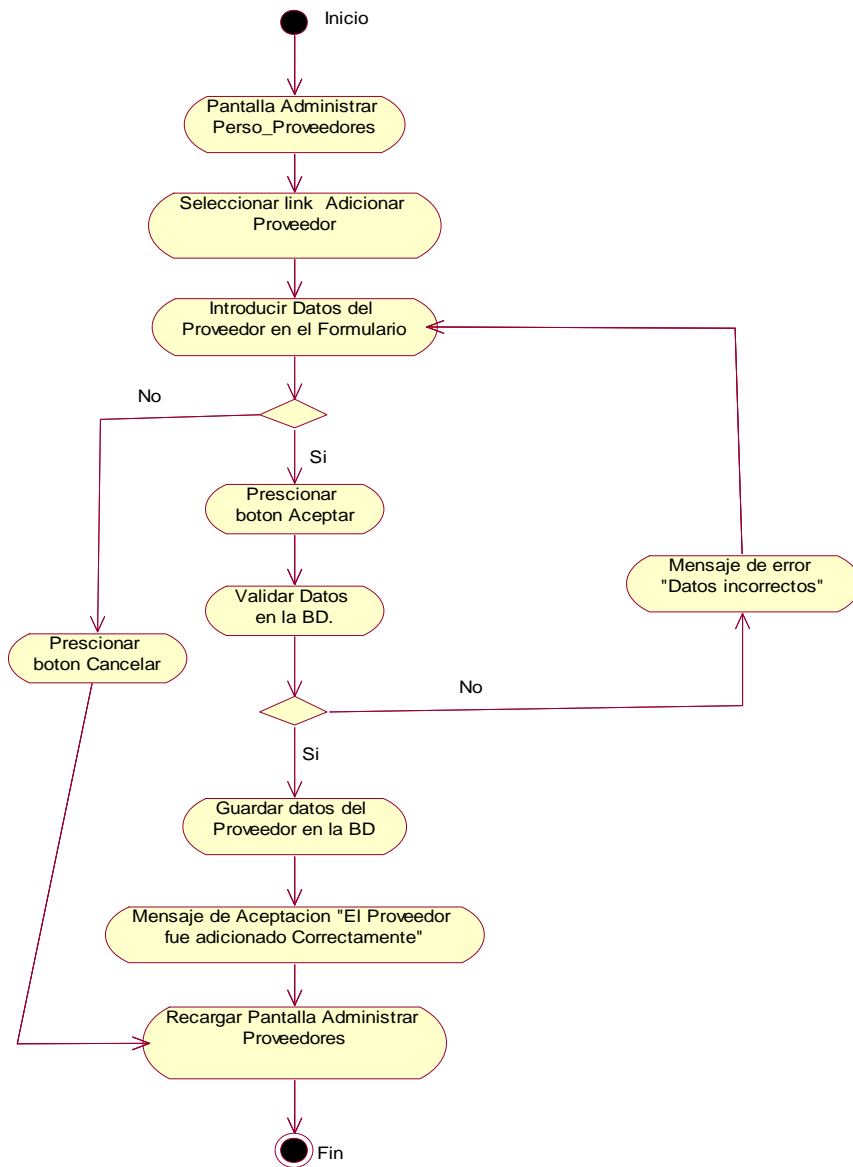 Inicio
Pantalla Administrar
Perso_Proveedores
Seleccionar link  Adicionar
Proveedor
Introducir Datos del
Proveedor en el Formulario
No
Si
Prescionar
boton Aceptar
Mensaje de error
"Datos incorrectos"
Validar Datos
en la BD.
Prescionar
boton Cancelar
No
Si
Guardar datos del
Proveedor en la BD
Mensaje de Aceptacion "El Proveedor
fue adicionado Correctamente"
Recargar Pantalla Administrar
Proveedores
Fin